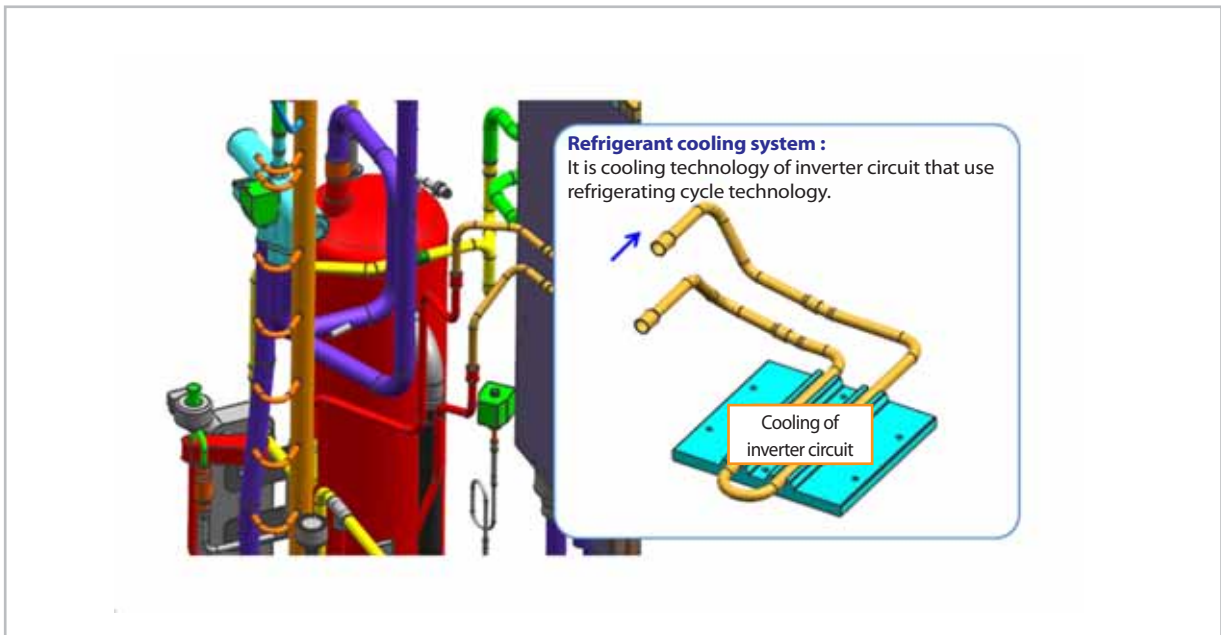 Refrigerant cooling system :
It is cooling technology of inverter circuit that use
refrigerating cycle technology.
Cooling of
inverter circuit